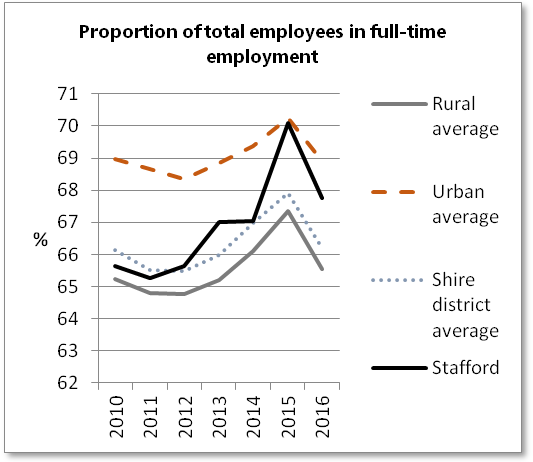 Proportion of total employees in full-time
employment
71
70
69
68
67
66
65
64
63
62
%
2010
2011
2012
2013
2014
2015
2016
Rural
average
Urban
average
Shire
district
average
Stafford